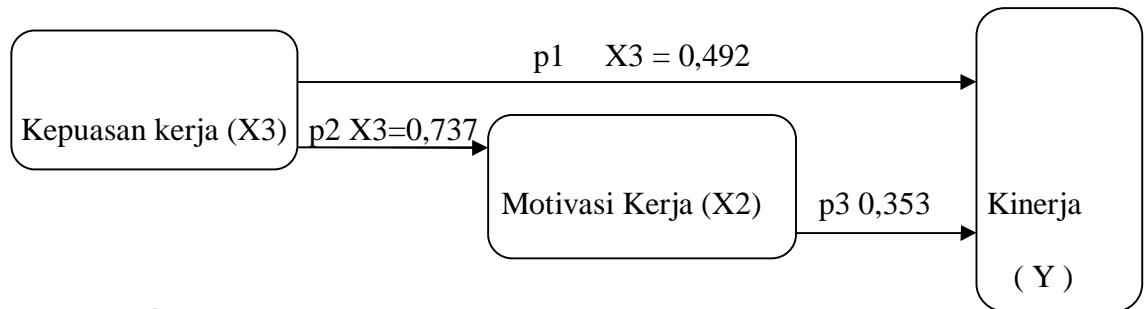 p1 X3 = 0,492
Kepuasan kerja (X3)
p2 X3=0,737
Motivasi Kerja (X2)
p3 0,353
Kinerja
( Y )